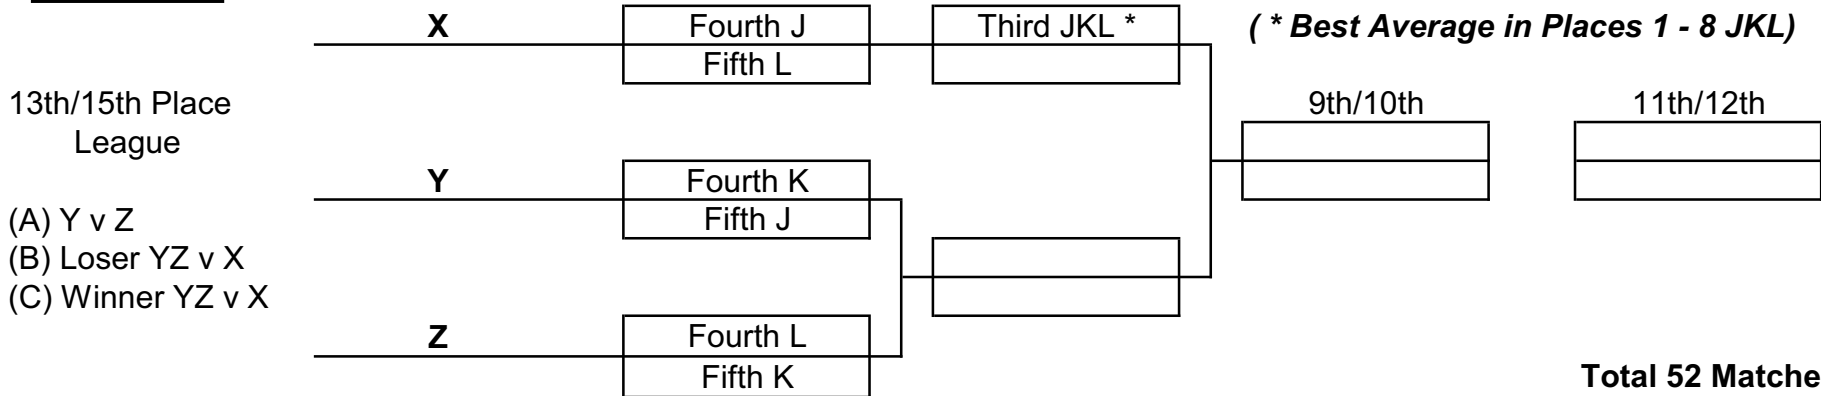 X
Fourth J
Third JKL *
( * Best Average in Places 1 - 8 JKL)
Fifth L
13th/15th Place
League
9th/10th
11th/12th
Y
Fourth K
Fifth J
(A) Y v Z
(B) Loser YZ v X
(C) Winner YZ v X
Z
Fourth L
Fifth K
Total 52 Matche